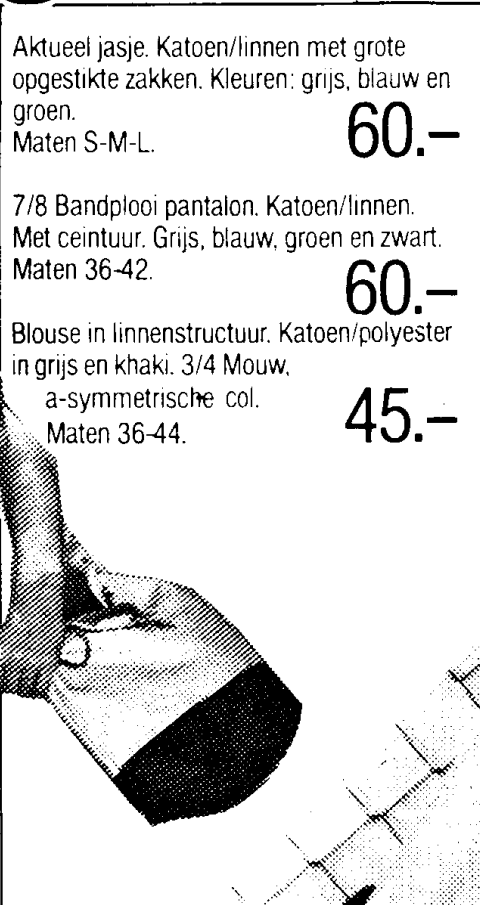 Aktueel jasje. Katoen/linnen met grote
opgestikte zakken. Kleuren: grijs, blauw en
groen.
Maten S-M-L.
60.–
7/8 Bandplooi pantalon. Katoen/linnen.
Met ceintuur. Grijs, blauw, groen en zwart.
Maten 36-42.
60.–
Blouse in linnenstructuur. Katoen/polyester
in grijs en khaki. 3/4 Mouw,
a-symmetrische col.
Maten 36-44.
45.–